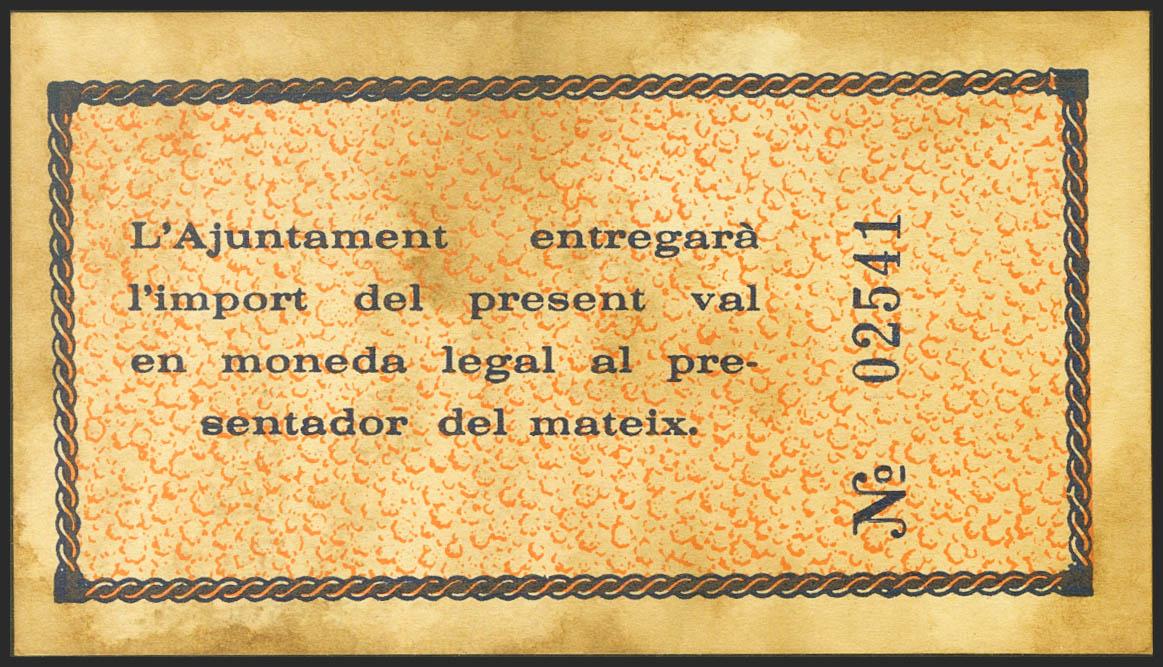 L'Ajuntament entregarà
l'import del present val
en moneda legal al pre-
sentador del mateix.
Nº 02541